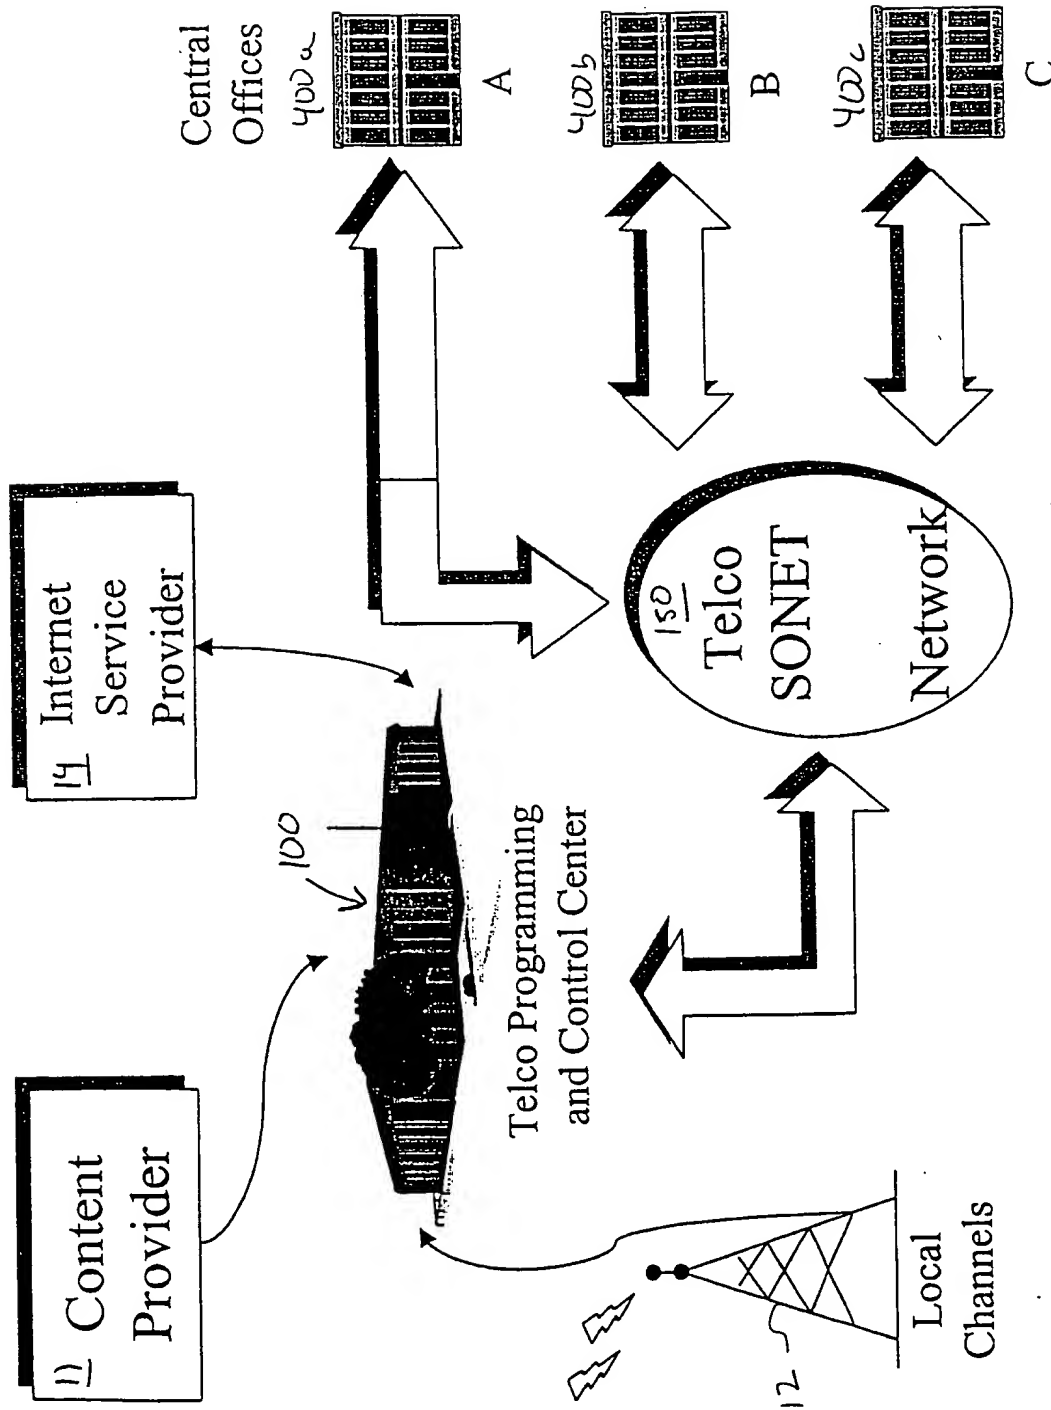 11 Content
Provider
14 Internet
Service
Provider
100
Telco Programming
and Control Center
12
Local
Channels
150
Telco
SONET
Network
Central
Offices
400a
A
400b
B
400c
C